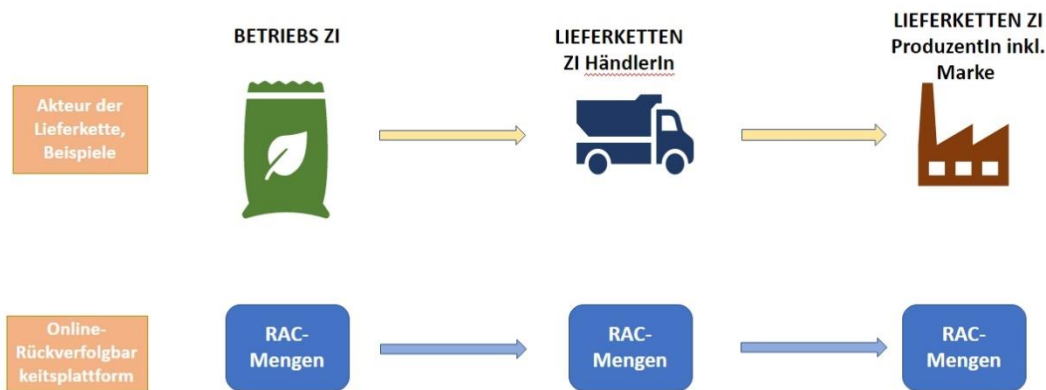 BETRIEBS ZI
LIEFERKETTEN
ZI HändlerIn
LIEFERKETTEN ZI
ProduzentIn inkl.
Marke
Akteur der
Lieferkette,
Beispiele
Online-
Rückverfolgbar
keitsplattform
RAC-
Mengen
RAC-
Mengen
RAC-
Mengen